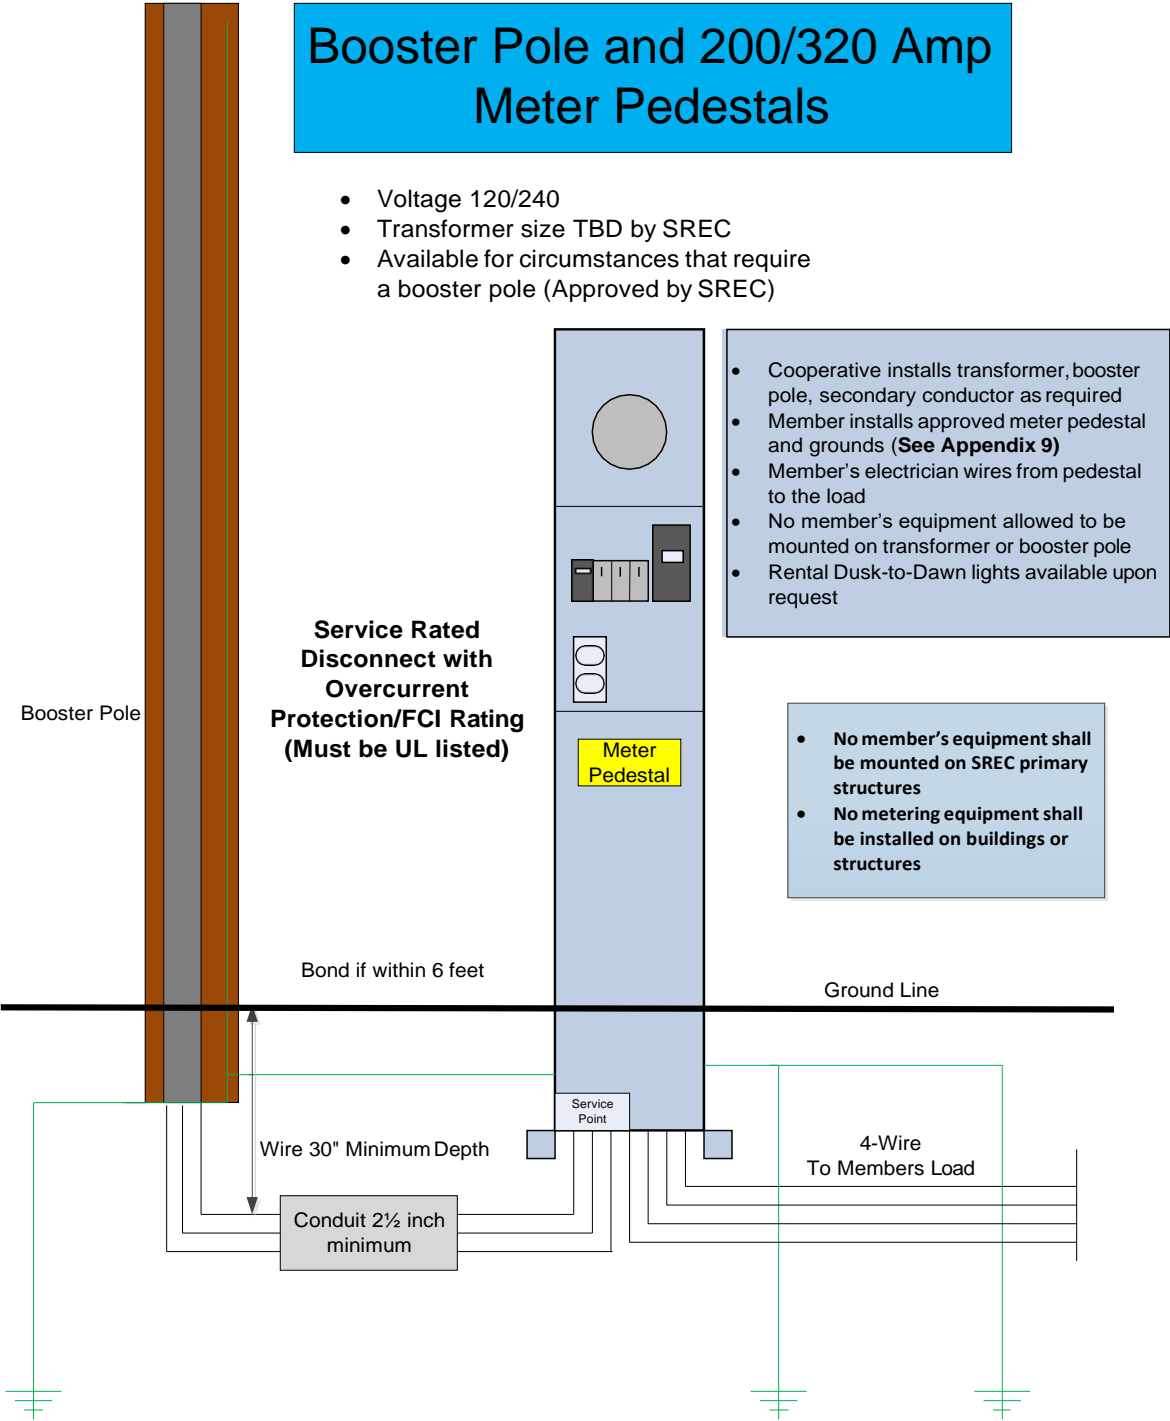 Booster Pole and 200/320 Amp
Meter Pedestals
• Voltage 120/240
• Transformer size TBD by SREC
• Available for circumstances that require
a booster pole (Approved by SREC)
• Cooperative installs transformer, booster
pole, secondary conductor as required
• Member installs approved meter pedestal
and grounds (See Appendix 9)
• Member's electrician wires from pedestal
to the load
• No member's equipment allowed to be
mounted on transformer or booster pole
• Rental Dusk-to-Dawn lights available upon
request
Service Rated
Disconnect with
Overcurrent
Protection/FCI Rating
(Must be UL listed)
Booster Pole
Meter
Pedestal
• No member's equipment shall
be mounted on SREC primary
structures
• No metering equipment shall
be installed on buildings or
structures
Bond if within 6 feet
Ground Line
Service
Point
Wire 30" Minimum Depth
4-Wire
To Members Load
Conduit 2½ inch
minimum